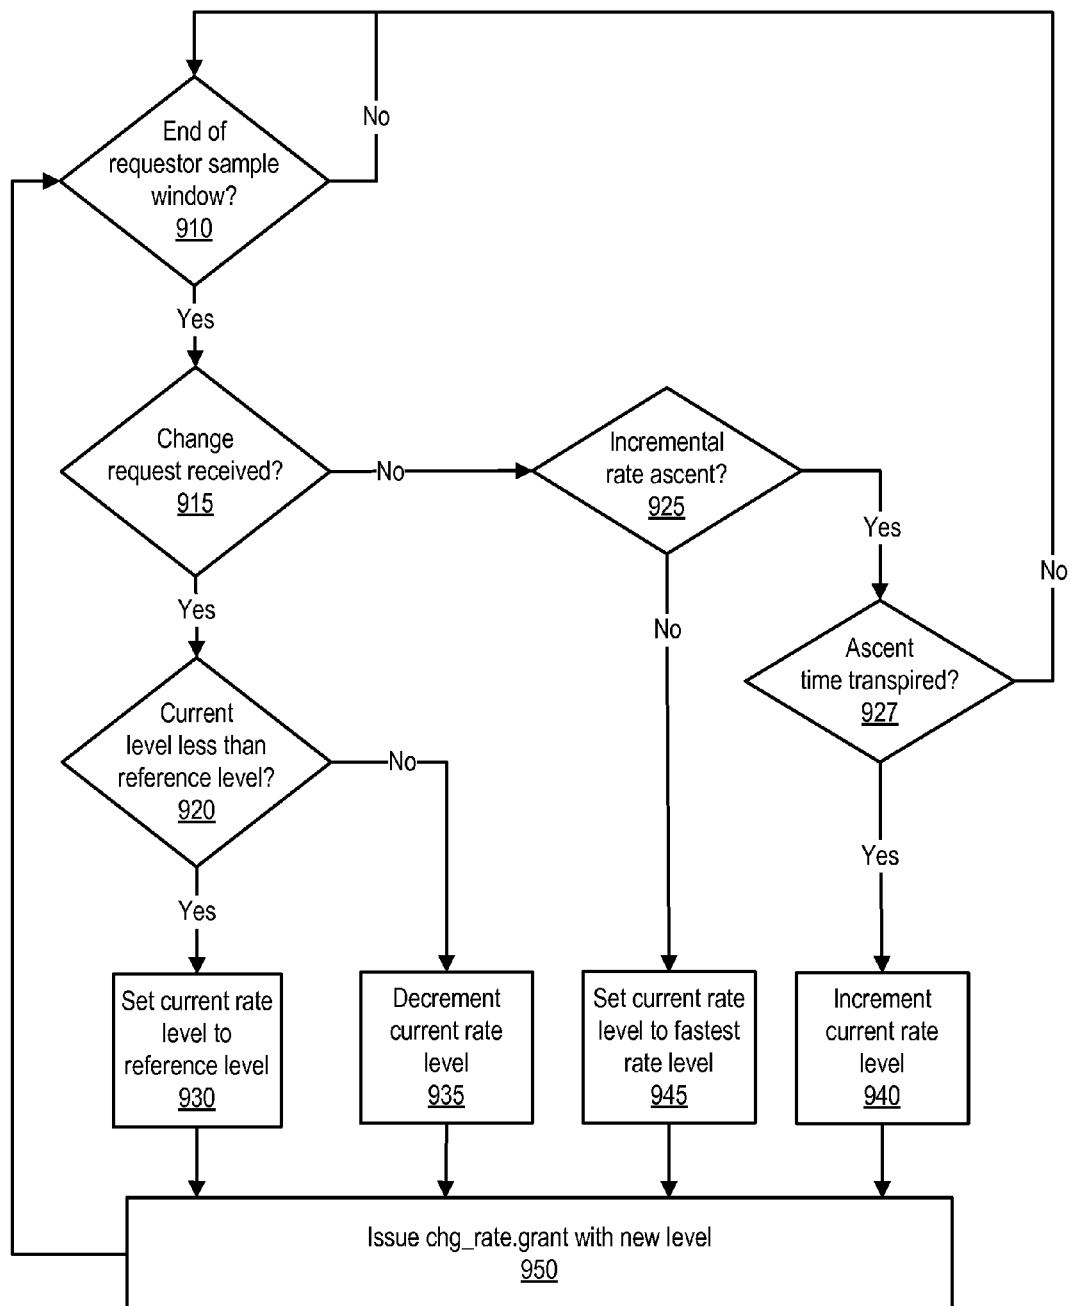 End of
requestor sample
window?
910
No
Yes
Change
request received?
915
No
Incremental
rate ascent?
925
Yes
No
Yes
No
Ascent
time transpired?
927
Current
level less than
reference level?
920
No
Yes
Yes
Set current rate
level to
reference level
930
Decrement
current rate
level
935
Set current rate
level to fastest
rate level
945
Increment
current rate
level
940
Issue chg_rate.grant with new level
950